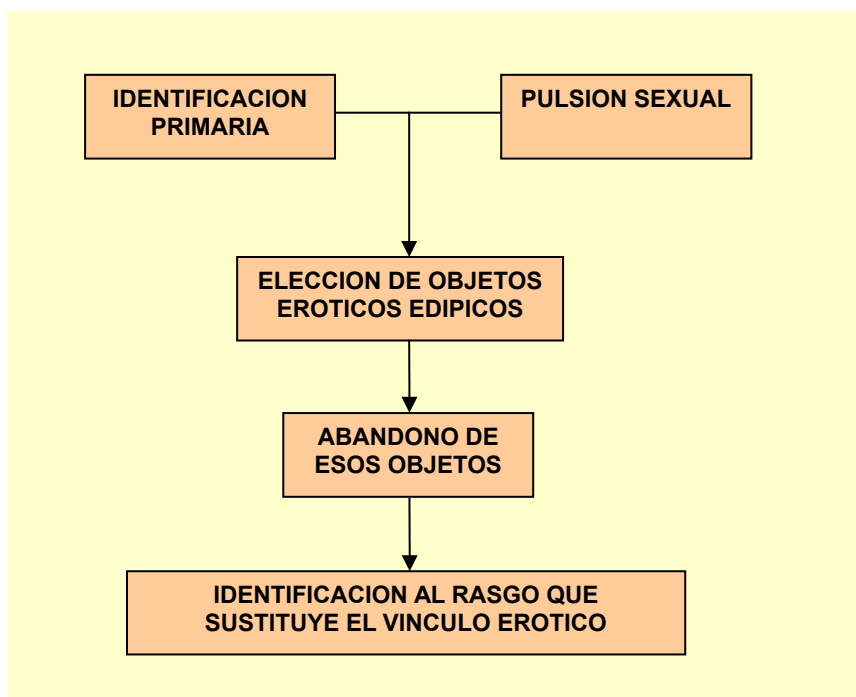 IDENTIFICACION
PRIMARIA
PULSION SEXUAL
ELECCION DE OBJETOS
EROTICOS EDIPICOS
ABANDONO DE
ESOS OBJETOS
IDENTIFICACION AL RASGO QUE
SUSTITUYE EL VINCULO EROTICO